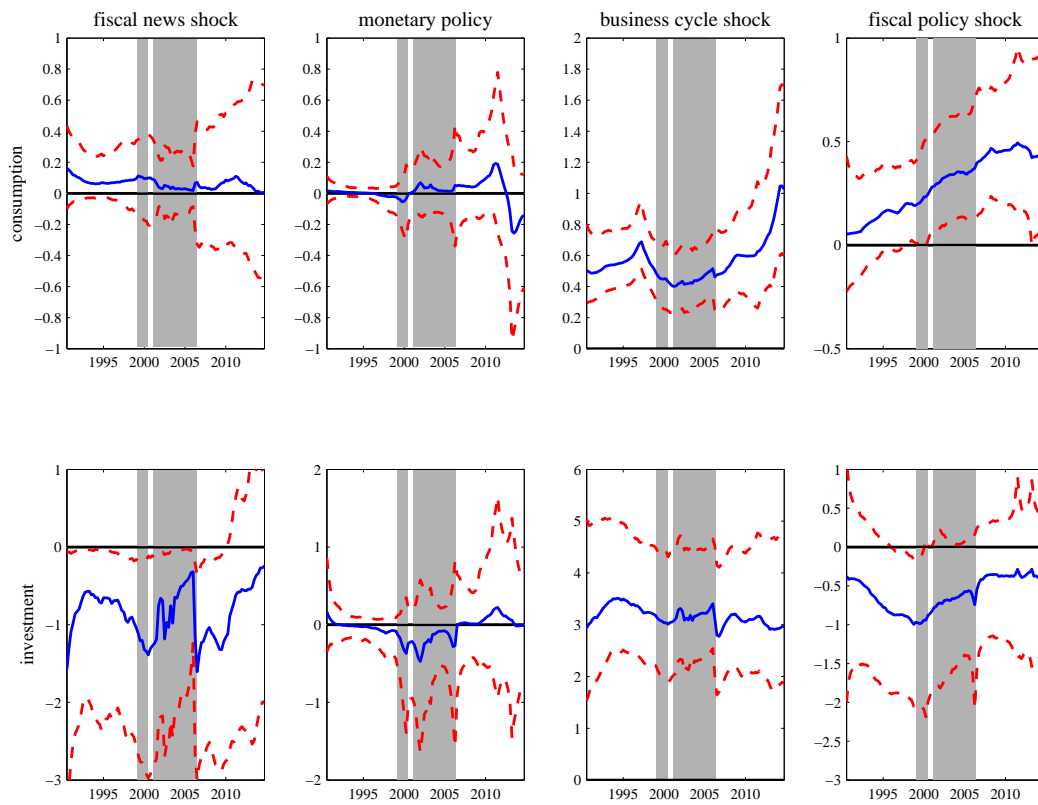 fiscal news shock monetary policy business cycle shock fiscal policy shock
consumption
1 0.8 0.6 0.4 0.2 0 −0.2 −0.4 −0.6 −0.8 −1
1995 2000 2005 2010
1 0.8 0.6 0.4 0.2 0 −0.2 −0.4 −0.6 −0.8 −1
1995 2000 2005 2010
2 1.8 1.6 1.4 1.2 1 0.8 0.6 0.4 0.2 0
1995 2000 2005 2010
1 0.5 0 −0.5
1995 2000 2005 2010
investment
1 0 −1 −2 −3
1995 2000 2005 2010
2 1 0 −1 −2
1995 2000 2005 2010
6 5 4 3 2 1 0
1995 2000 2005 2010
1 0.5 0 −0.5 −1 −1.5 −2 −2.5 −3
1995 2000 2005 2010